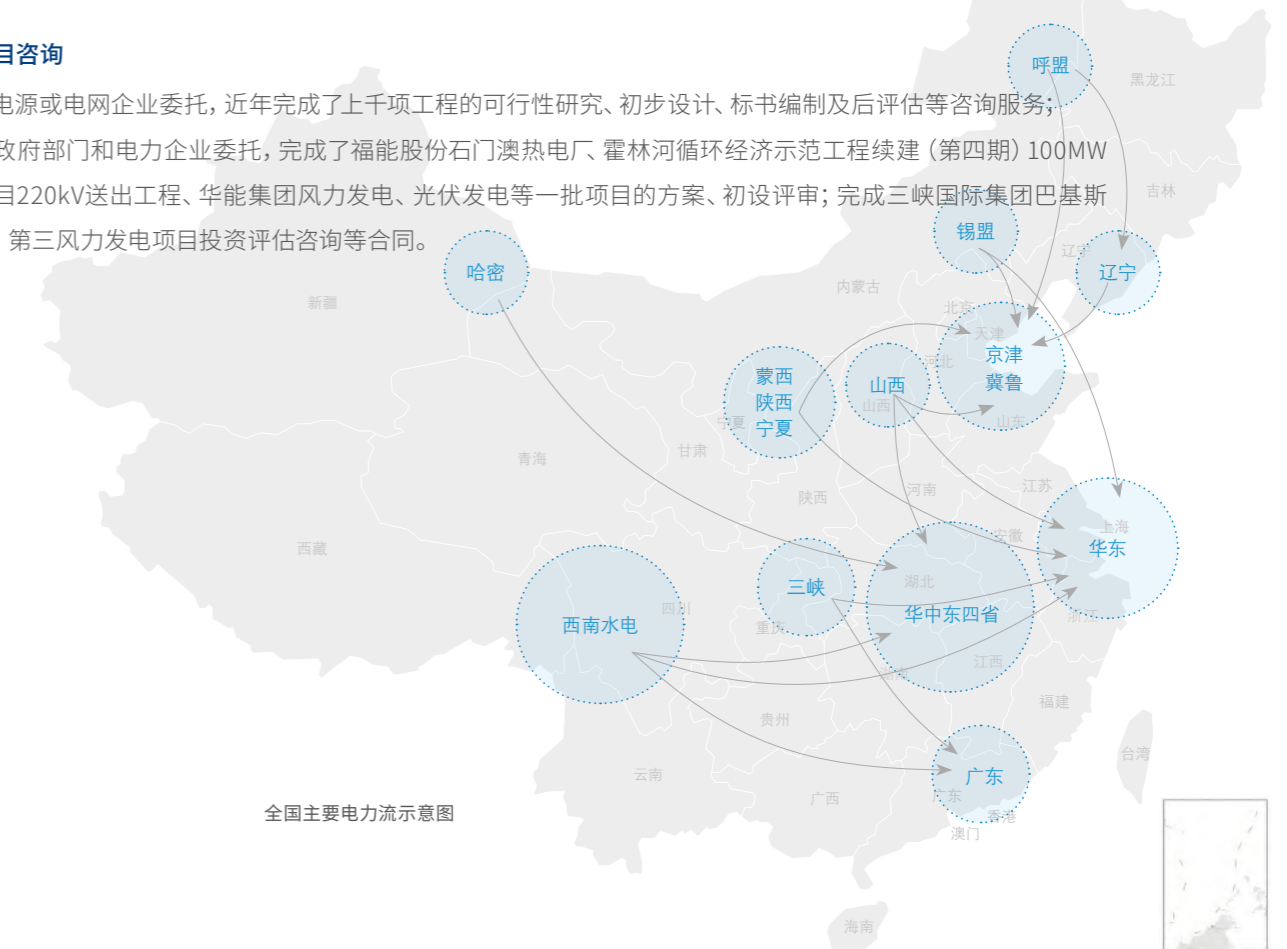 目咨询
电源或电网企业委托，近年完成了上千项工程的可行性研究、初步设计、标书编制及后评估等咨询服务；
政府部门和电力企业委托，完成了福能股份石门澳热电厂、霍林河循环经济示范工程续建（第四期）100MW
目220kV送出工程、华能集团风力发电、光伏发电等一批项目的方案、初设评审；完成三峡国际集团巴基斯
第三风力发电项目投资评估咨询等合同。
呼盟
黑龙江
吉林
锡盟
辽宁
辽宁
哈密
新疆
内蒙古
北京
天津
京津
冀鲁
河北
蒙西
陕西
宁夏
山西
山西
宁夏
山东
甘肃
青海
陕西
河南
江苏
安徽
上海
华东
西藏
三峡
湖北
华中东四省
四川
西南水电
重庆
浙江
湖南
江西
福建
贵州
台湾
云南
广东
广西
广东
香港
澳门
全国主要电力流示意图
海南